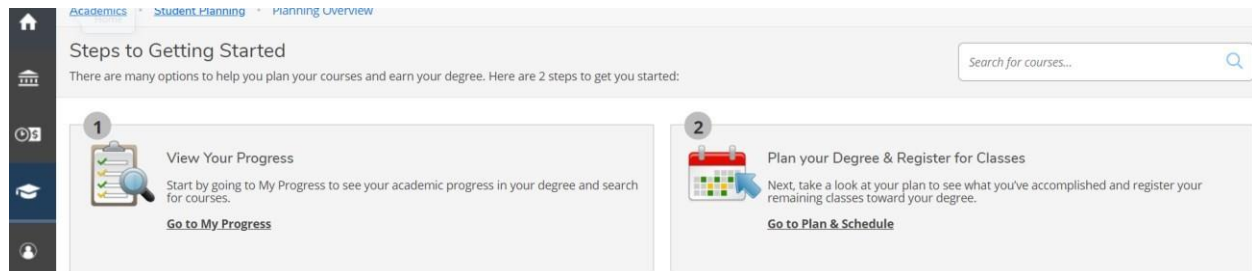 Academics · Student Planning · Planning Overview
Steps to Getting Started
There are many options to help you plan your courses and earn your degree. Here are 2 steps to get you started:
Search for courses...
1
View Your Progress
Start by going to My Progress to see your academic progress in your degree and search
for courses.
Go to My Progress
2
Plan your Degree & Register for Classes
Next, take a look at your plan to see what you've accomplished and register your
remaining classes toward your degree.
Go to Plan & Schedule